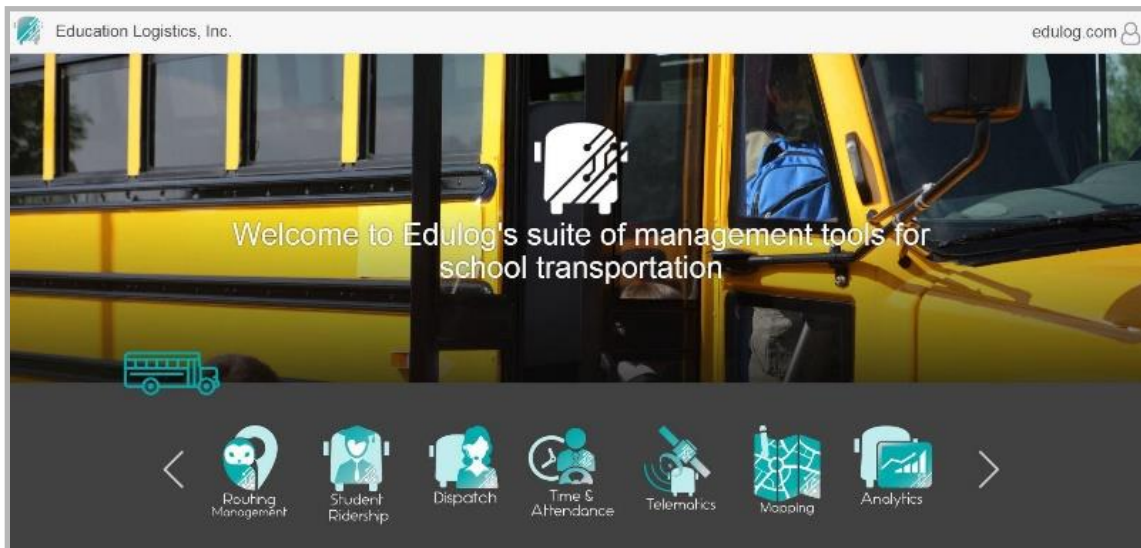 Education Logistics, Inc.
edulog.com
Welcome to Edulog's suite of management tools for
school transportation
Routing
Management
Student
Ridership
Dispatch
Time &
Attendance
Telematics
Mapping
Analytics